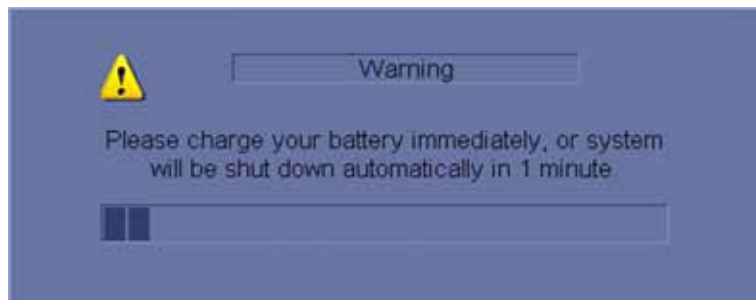 Warning
Please charge your battery immediately, or system
will be shut down automatically in 1 minute.